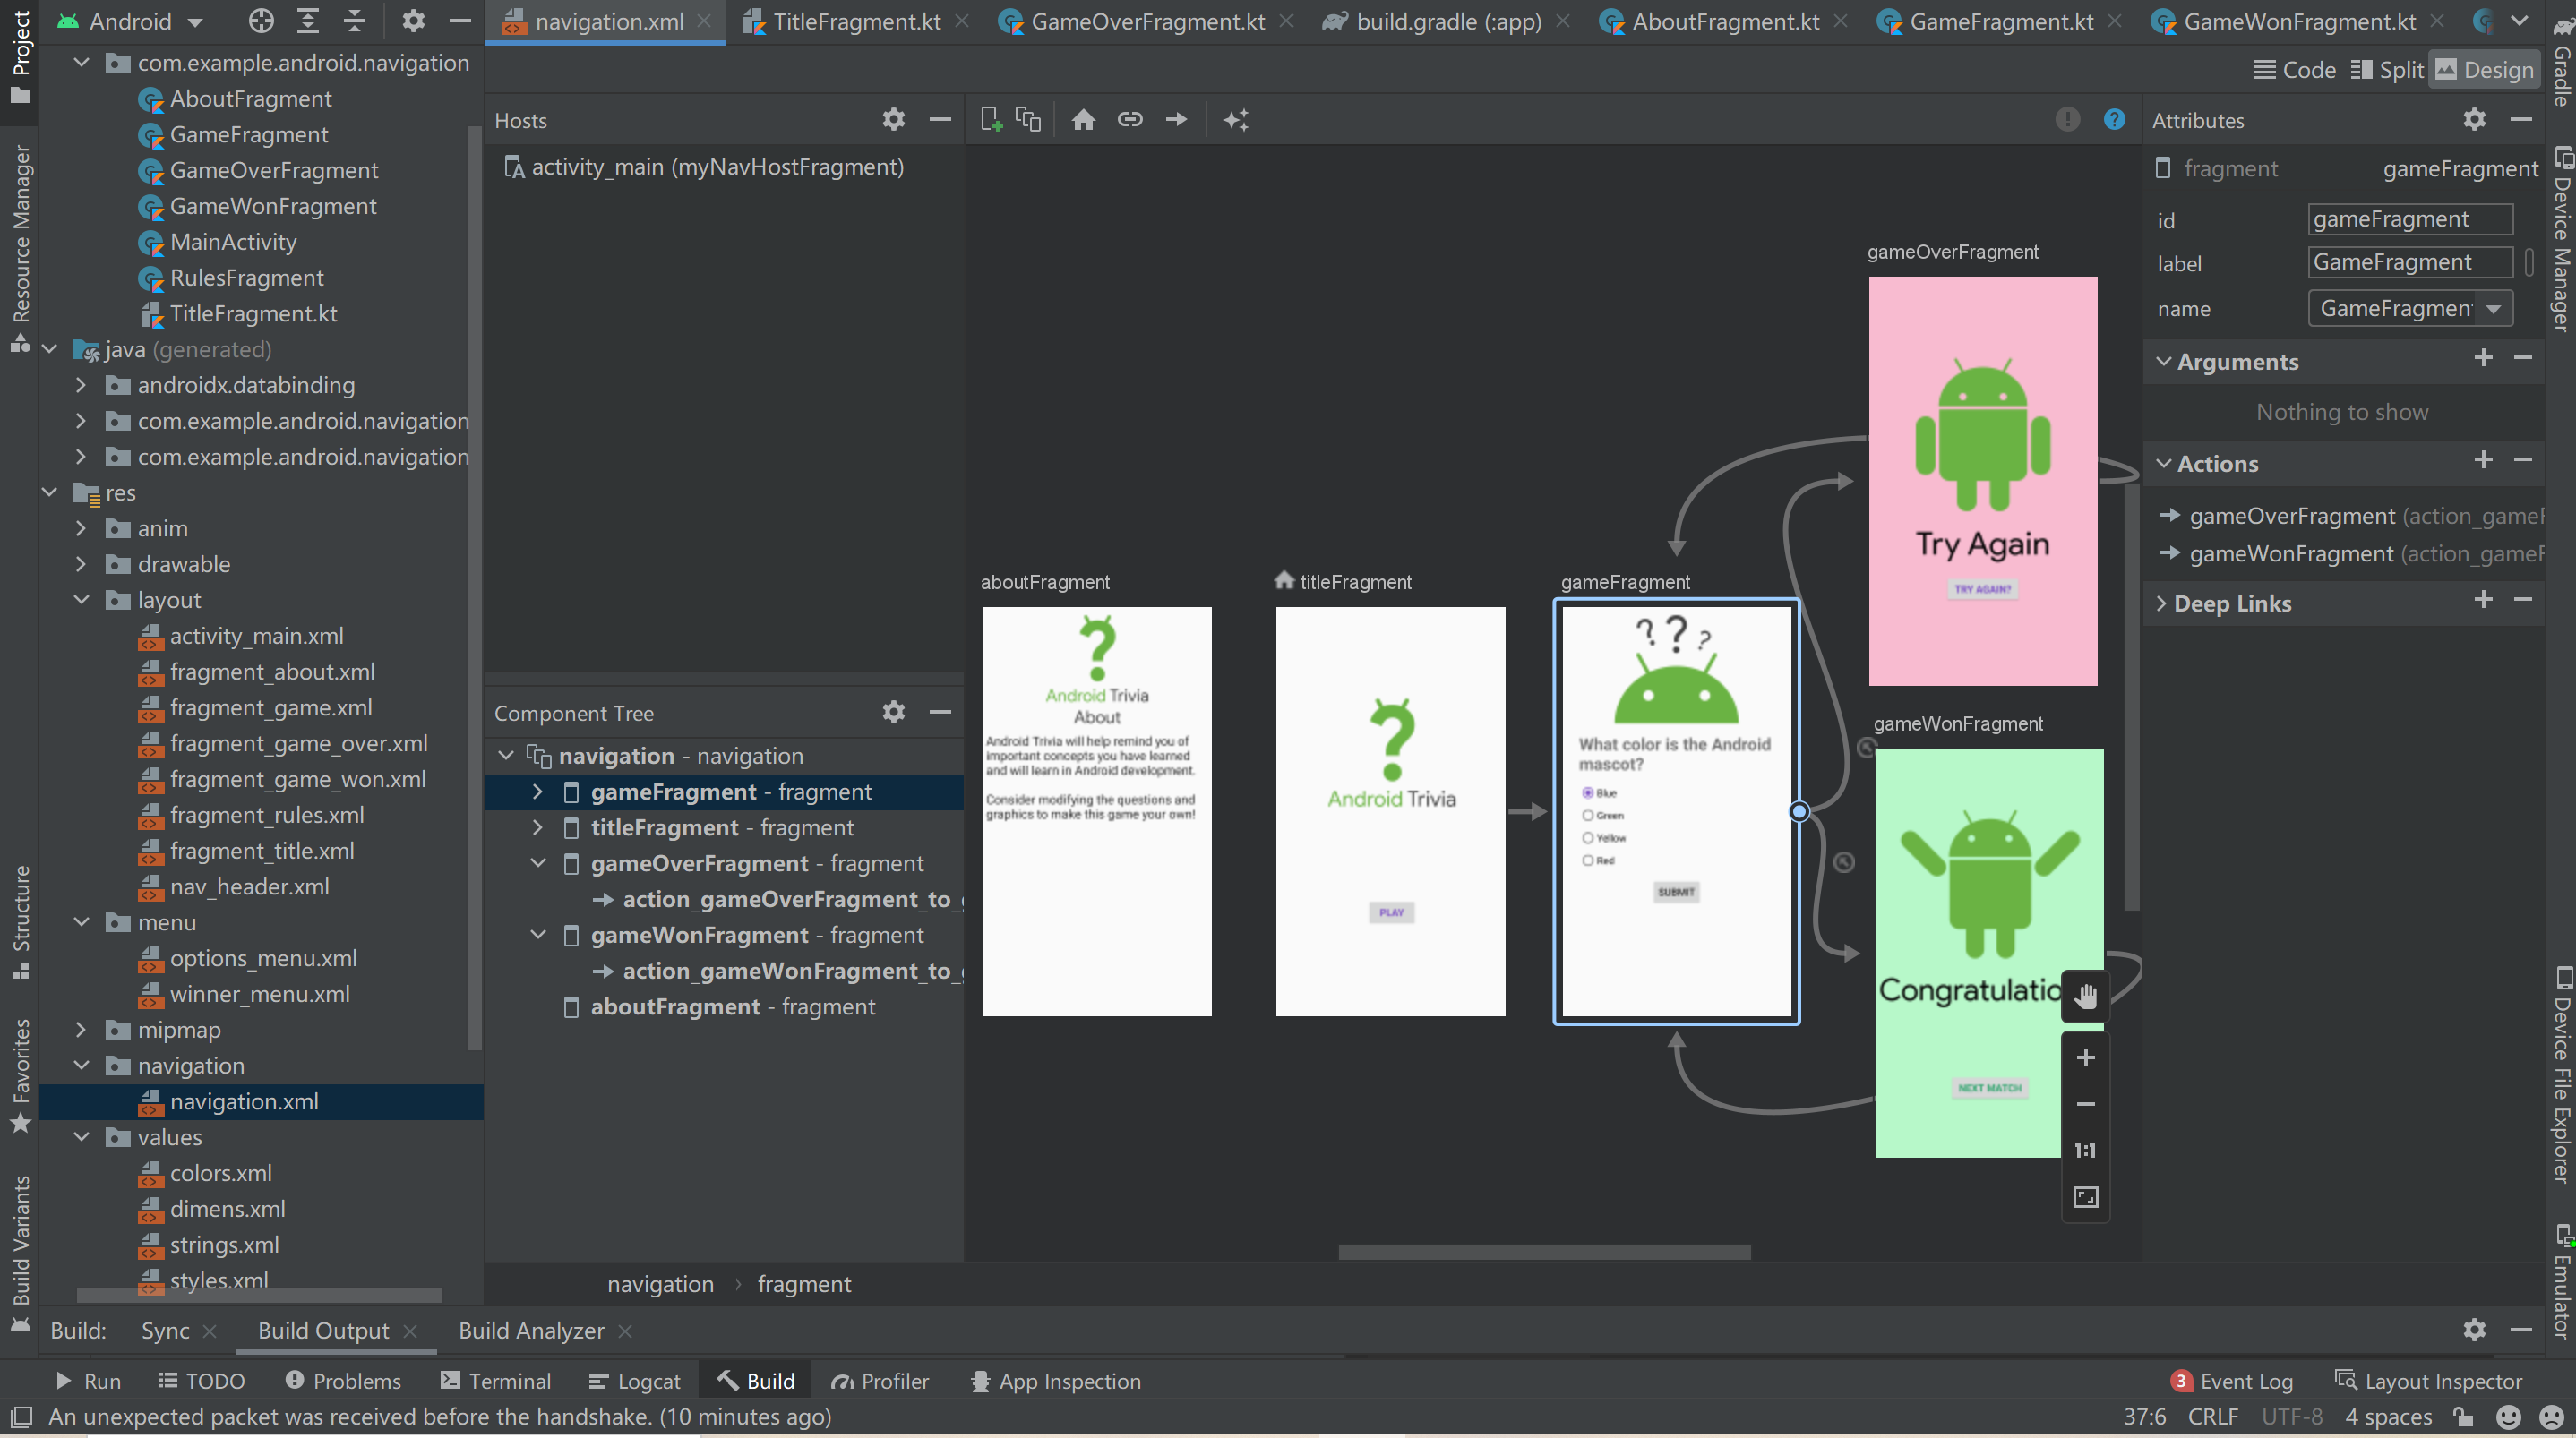 Android
navigation.xml
TitleFragment.kt
GameOverFragment.kt
build.gradle (:app)
AboutFragment.kt
GameFragment.kt
GameWonFragment.kt
Code
Split
Design
Project
Resource Manager
Structure
Favorites
Build Variants
com.example.android.navigation
AboutFragment
GameFragment
GameOverFragment
GameWonFragment
MainActivity
RulesFragment
TitleFragment.kt
java (generated)
androidx.databinding
com.example.android.navigation
com.example.android.navigation
res
anim
drawable
layout
activity_main.xml
fragment_about.xml
fragment_game.xml
fragment_game_over.xml
fragment_game_won.xml
fragment_rules.xml
fragment_title.xml
nav_header.xml
menu
options_menu.xml
winner_menu.xml
mipmap
navigation
navigation.xml
values
colors.xml
dimens.xml
strings.xml
styles.xml
Hosts
activity_main (myNavHostFragment)
Component Tree
navigation - navigation
gameFragment - fragment
titleFragment - fragment
gameOverFragment - fragment
action_gameOverFragment_to_
gameWonFragment - fragment
action_gameWonFragment_to_
aboutFragment - fragment
aboutFragment
Android Trivia
About
Android Trivia will help remind you of
important concepts you have learned
and will learn in Android development.
Consider modifying the questions and
graphics to make this game your own!
titleFragment
Android Trivia
PLAY
gameFragment
? ? ?
What color is the Android
mascot?
Blue
Green
Yellow
Red
SUBMIT
gameOverFragment
Try Again
TRY AGAIN?
gameWonFragment
Congratulatio
NEXT MATCH
1:1
navigation › fragment
Attributes
fragment
gameFragment
id
gameFragment
label
GameFragment
name
GameFragmen
Arguments
Nothing to show
Actions
gameOverFragment (action_gameF
gameWonFragment (action_gameF
Deep Links
Gradle
Device Manager
Device File Explorer
Emulator
Build:
Sync
Build Output
Build Analyzer
Run
TODO
Problems
Terminal
Logcat
Build
Profiler
App Inspection
3 Event Log
Layout Inspector
An unexpected packet was received before the handshake. (10 minutes ago)
37:6
CRLF
UTF-8
4 spaces